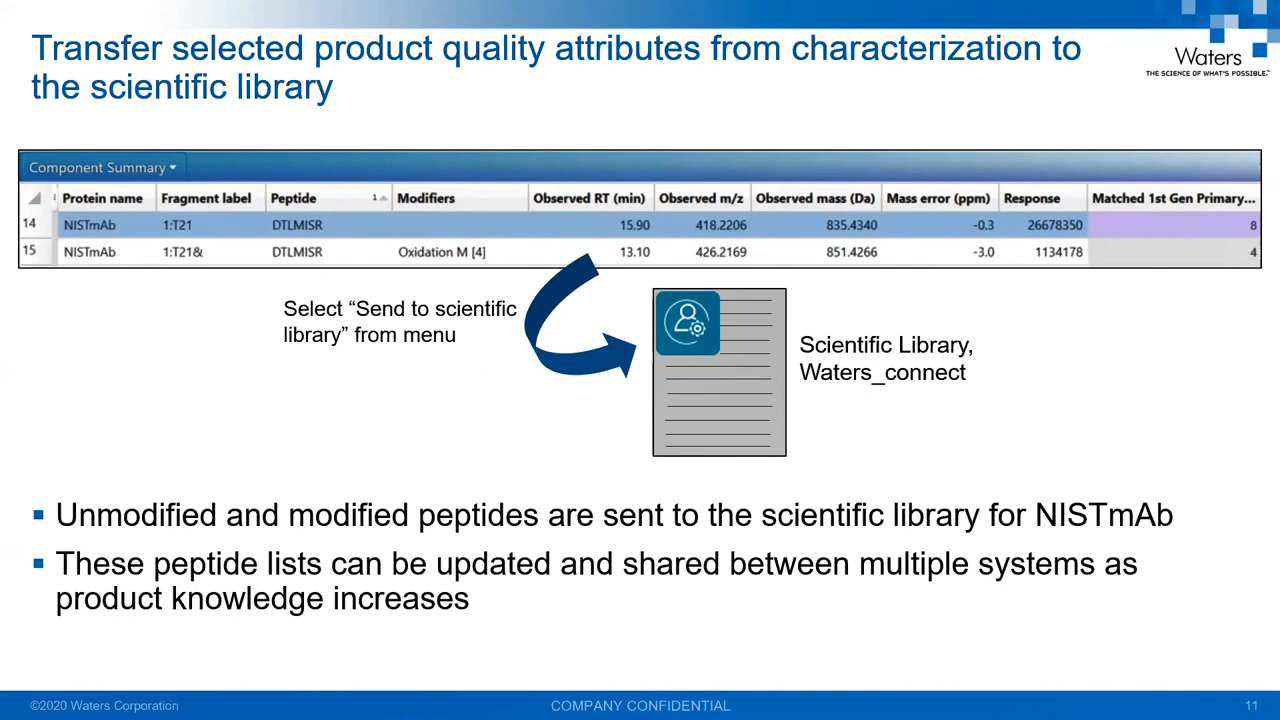 Transfer selected product quality attributes from characterization to
the scientific library
Waters
THE SCIENCE OF WHAT'S POSSIBLE.™
Component Summary
Protein name Fragment label Peptide 1 Modifiers Observed RT (min) Observed m/z Observed mass (Da) Mass error (ppm) Response Matched 1st Gen Primary...
14 NISTmAb 1:T21 DTLMISR 15.90 418.2206 835.4340 -0.3 26678350 8
15 NISTmAb 1:T21& DTLMISR Oxidation M [4] 13.10 426.2169 851.4266 -3.0 1134178 4
Select “Send to scientific
library” from menu
Scientific Library,
Waters_connect
▪ Unmodified and modified peptides are sent to the scientific library for NISTmAb
▪ These peptide lists can be updated and shared between multiple systems as
product knowledge increases
©2020 Waters Corporation COMPANY CONFIDENTIAL 11